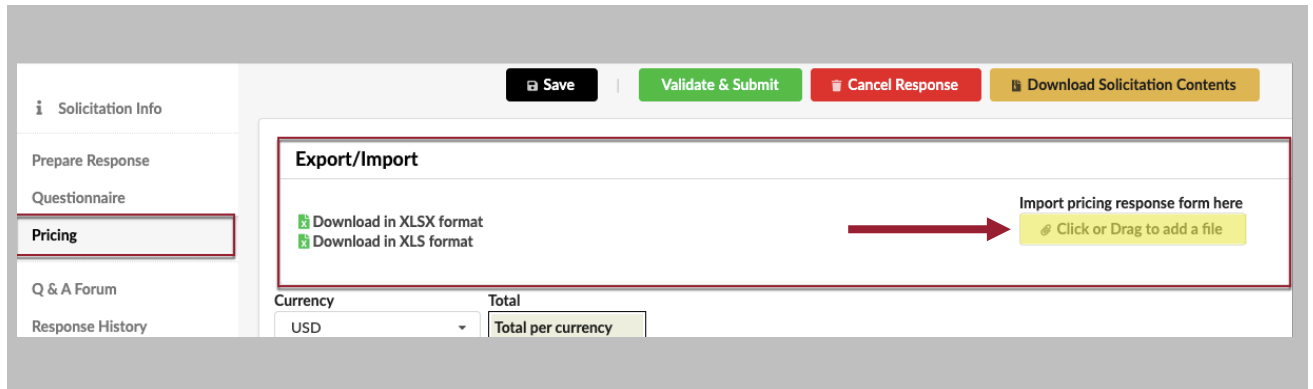 Save | Validate & Submit Cancel Response Download Solicitation Contents
i Solicitation Info
Prepare Response
Questionnaire
Pricing
Q & A Forum
Response History
Export/Import
Download in XLSX format
Download in XLS format
Import pricing response form here
Click or Drag to add a file
Currency Total
USD Total per currency